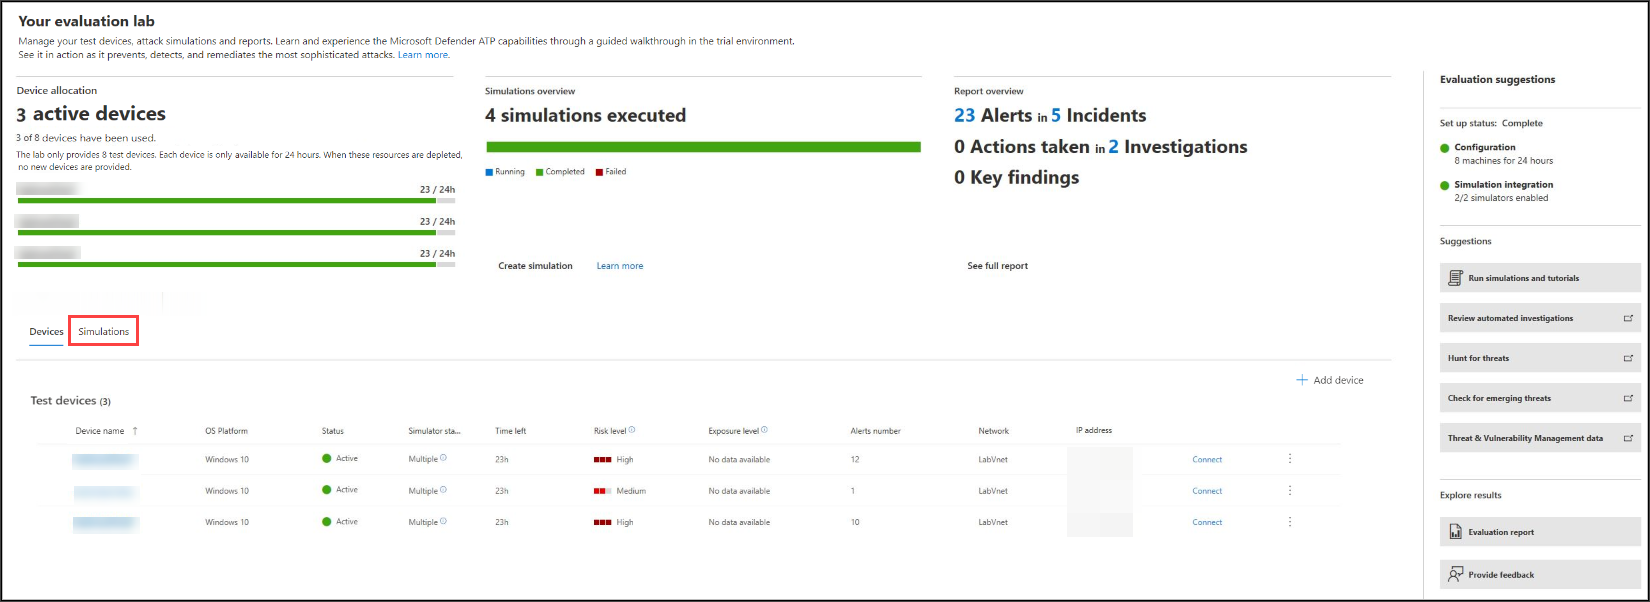 Your evaluation lab
Manage your test devices, attack simulations and reports. Learn and experience the Microsoft Defender ATP capabilities through a guided walkthrough in the trial environment.
See it in action as it prevents, detects, and remediates the most sophisticated attacks. Learn more.
Device allocation
3 active devices
3 of 8 devices have been used.
The lab only provides 8 test devices. Each device is only available for 24 hours. When these resources are depleted,
no new devices are provided.
23 / 24h
23 / 24h
23 / 24h
Simulations overview
4 simulations executed
Running Completed Failed
Create simulation Learn more
Report overview
23 Alerts in 5 Incidents
0 Actions taken in 2 Investigations
0 Key findings
See full report
Devices Simulations
+ Add device
Test devices (3)
Device name ↑ OS Platform Status Simulator sta... Time left Risk level Exposure level Alerts number Network IP address
Windows 10 Active Multiple 23h High No data available 12 LabVnet Connect
Windows 10 Active Multiple 23h Medium No data available 1 LabVnet Connect
Windows 10 Active Multiple 23h High No data available 10 LabVnet Connect
Evaluation suggestions
Set up status: Complete
Configuration
8 machines for 24 hours
Simulation integration
2/2 simulators enabled
Suggestions
Run simulations and tutorials
Review automated investigations
Hunt for threats
Check for emerging threats
Threat & Vulnerability Management data
Explore results
Evaluation report
Provide feedback